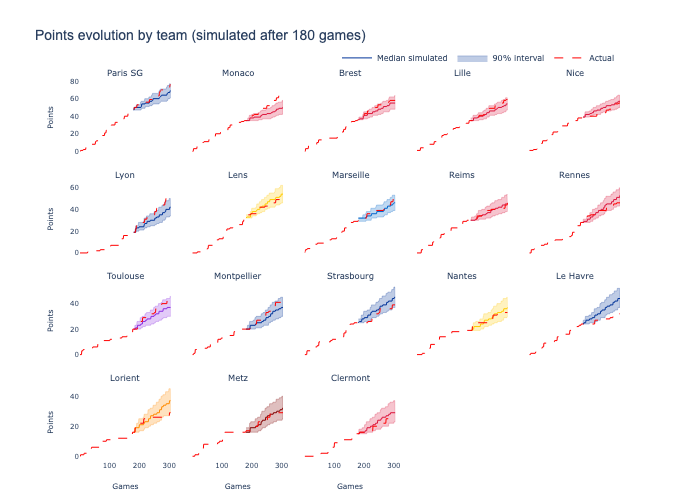 Points evolution by team (simulated after 180 games)
Median simulated 90% interval Actual
Paris SG Monaco Brest Lille Nice
80
60
40
20
0
Points
Lyon Lens Marseille Reims Rennes
60
40
20
0
Points
Toulouse Montpellier Strasbourg Nantes Le Havre
40
20
0
Points
Lorient Metz Clermont
40
20
0
Points
100 200 300 100 200 300 100 200 300
Games Games Games